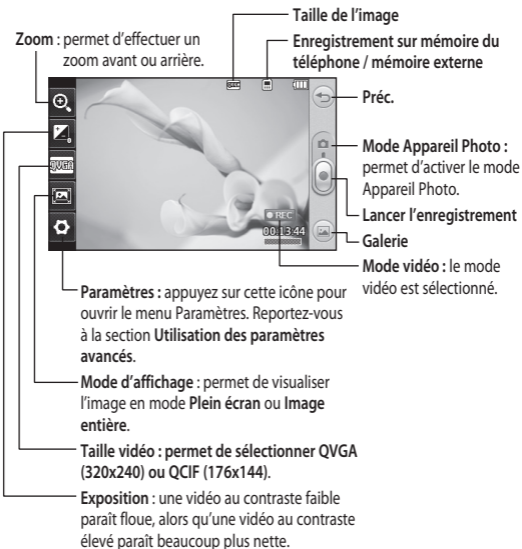 Taille de l'image
Zoom : permet d'effectuer un
zoom avant ou arrière.
Enregistrement sur mémoire du
téléphone / mémoire externe
Préc.
Mode Appareil Photo :
permet d'activer le mode
Appareil Photo.
Lancer l'enregistrement
Galerie
Mode vidéo : le mode
vidéo est sélectionné.
QVGA
REC
00:13:44
Paramètres : appuyez sur cette icône pour
ouvrir le menu Paramètres. Reportez-vous
à la section Utilisation des paramètres
avancés.
Mode d'affichage : permet de visualiser
l'image en mode Plein écran ou Image
entière.
Taille vidéo : permet de sélectionner QVGA
(320x240) ou QCIF (176x144).
Exposition : une vidéo au contraste faible
paraît floue, alors qu'une vidéo au contraste
élevé paraît beaucoup plus nette.